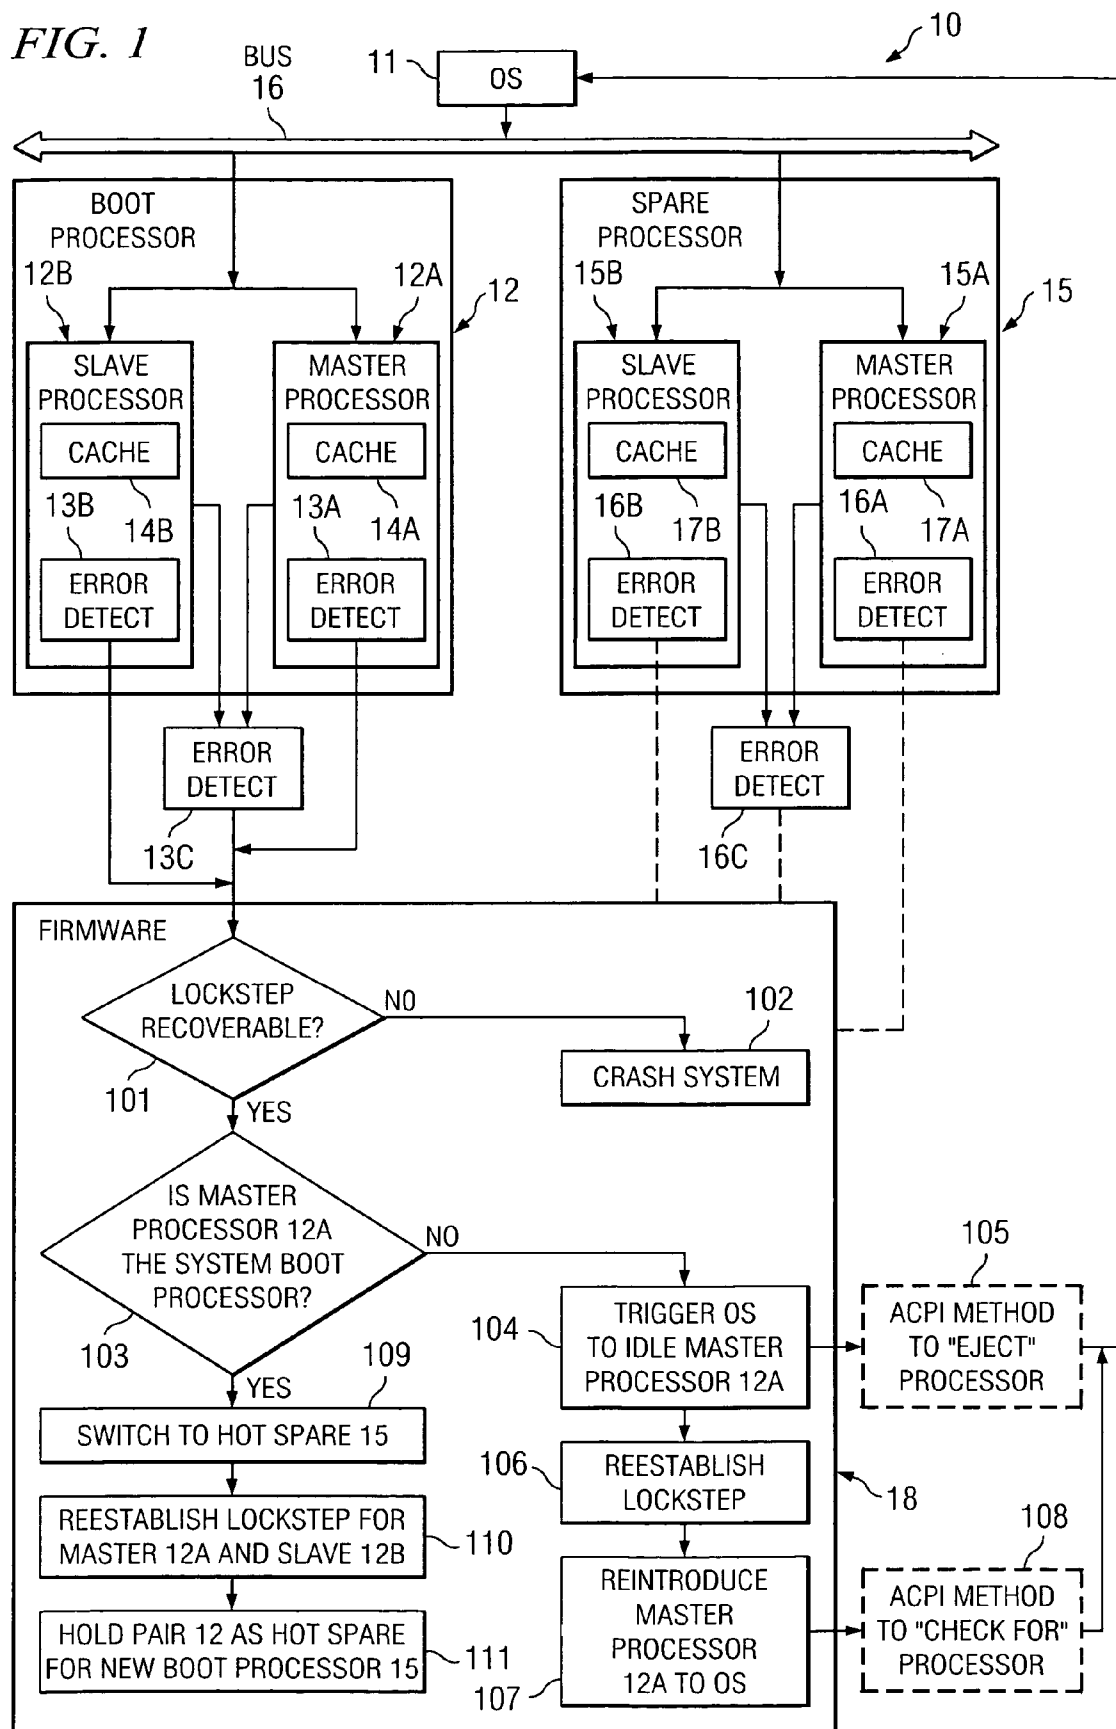 FIG. 1
10
BUS
16
11
OS
BOOT
PROCESSOR
12B
12A
12
SLAVE
PROCESSOR
CACHE
13B
14B
ERROR
DETECT
MASTER
PROCESSOR
CACHE
13A
14A
ERROR
DETECT
SPARE
PROCESSOR
15B
15A
15
SLAVE
PROCESSOR
CACHE
16B
17B
ERROR
DETECT
MASTER
PROCESSOR
CACHE
16A
17A
ERROR
DETECT
ERROR
DETECT
13C
ERROR
DETECT
16C
FIRMWARE
LOCKSTEP
RECOVERABLE?
101
NO
102
CRASH SYSTEM
YES
IS MASTER
PROCESSOR 12A
THE SYSTEM BOOT
PROCESSOR?
103
NO
104
TRIGGER OS
TO IDLE MASTER
PROCESSOR 12A
105
ACPI METHOD
TO "EJECT"
PROCESSOR
YES
109
SWITCH TO HOT SPARE 15
106
REESTABLISH
LOCKSTEP
18
REESTABLISH LOCKSTEP FOR
MASTER 12A AND SLAVE 12B
110
REINTRODUCE
MASTER
PROCESSOR
12A TO OS
107
108
ACPI METHOD
TO "CHECK FOR"
PROCESSOR
HOLD PAIR 12 AS HOT SPARE
FOR NEW BOOT PROCESSOR 15
111